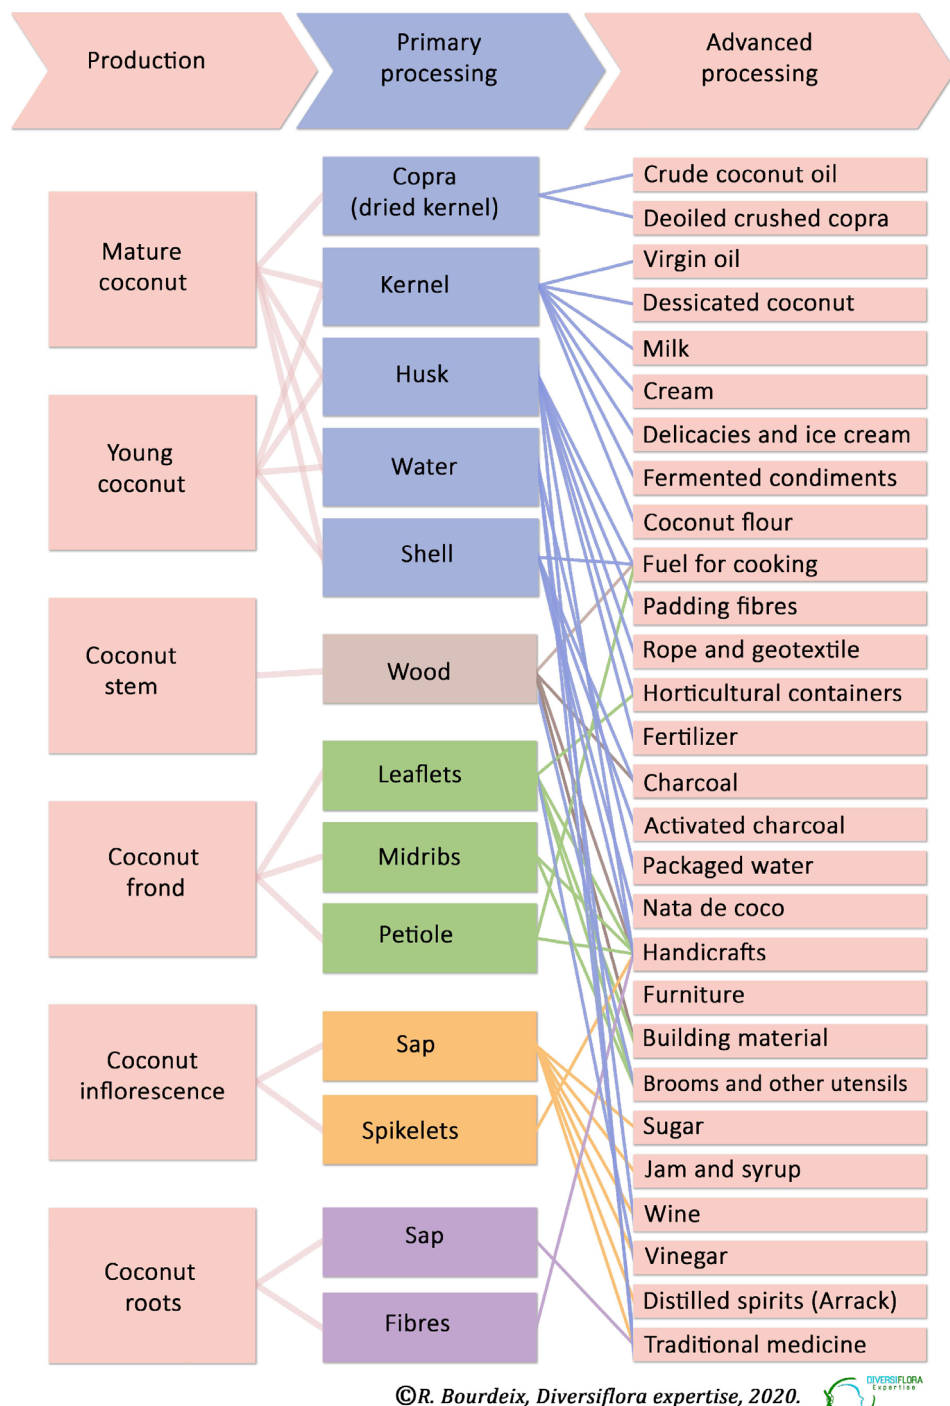 Production
Primary
processing
Advanced
processing
Mature
coconut
Young
coconut
Coconut
stem
Coconut
frond
Coconut
inflorescence
Coconut
roots
Copra
(dried kernel)
Kernel
Husk
Water
Shell
Wood
Leaflets
Midribs
Petiole
Sap
Spikelets
Sap
Fibres
Crude coconut oil
Deoiled crushed copra
Virgin oil
Dessicated coconut
Milk
Cream
Delicacies and ice cream
Fermented condiments
Coconut flour
Fuel for cooking
Padding fibres
Rope and geotextile
Horticultural containers
Fertilizer
Charcoal
Activated charcoal
Packaged water
Nata de coco
Handicrafts
Furniture
Building material
Brooms and other utensils
Sugar
Jam and syrup
Wine
Vinegar
Distilled spirits (Arrack)
Traditional medicine
©R. Bourdeix, Diversiflora expertise, 2020.
DIVERSIFLORA
Expertise